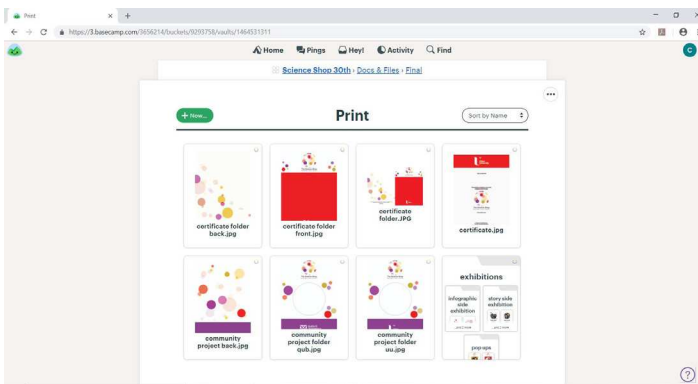 Print
https://3.basecamp.com/3656214/buckets/9293758/vaults/1464531311
Home Pings Hey! Activity Find
C
Science Shop 30th › Docs & Files › Final
+ New...
Print
Sort by Name
certificate folder
back.jpg
certificate folder
front.jpg
certificate
folder.JPG
certificate.jpg
community
project back.jpg
community
project folder
qub.jpg
community
project folder
uu.jpg
exhibitions
infographic
side
exhibition
story side
exhibition
pop-ups
?